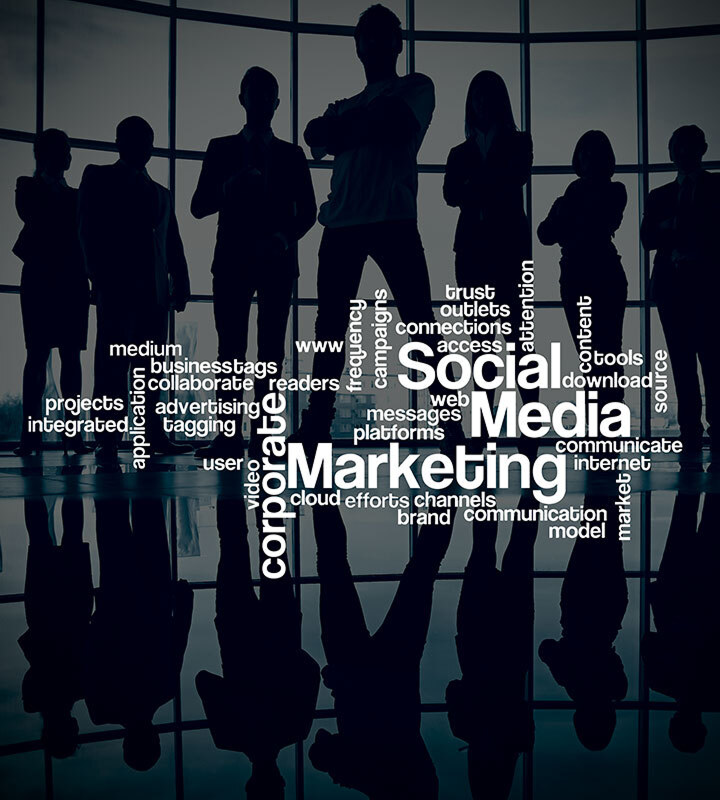 trust
outlets
connections
access
attention
frequency
campaigns
content
www
Social
tools
medium
business tags
collaborate readers
download
source
web
Media
projects
application
advertising
messages
integrated
tagging
platforms
communicate
user
video
corporate
Marketing
internet
cloud efforts channels
market
brand communication
model